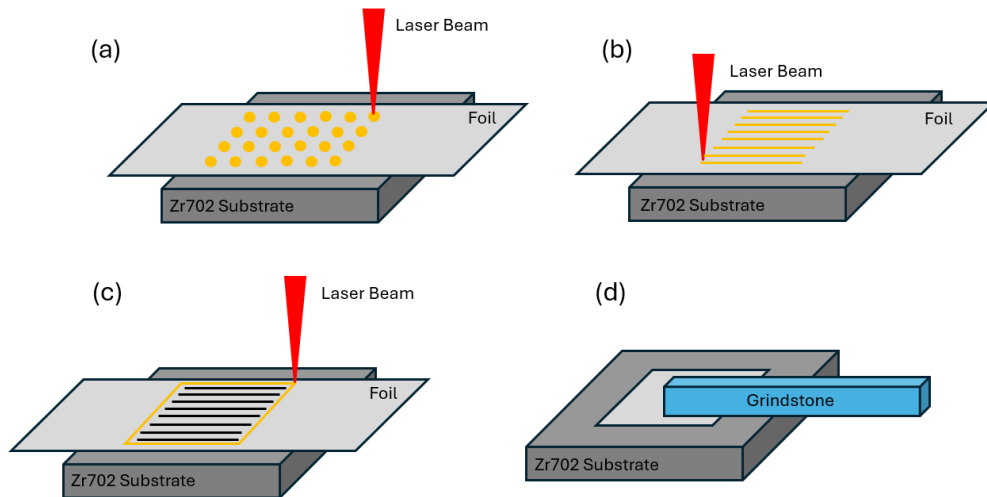 (a)
Laser Beam
Foil
Zr702 Substrate
(b)
Laser Beam
Foil
Zr702 Substrate
(c)
Laser Beam
Foil
Zr702 Substrate
(d)
Grindstone
Zr702 Substrate